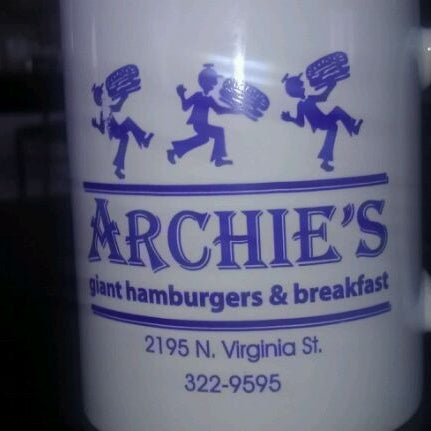 ARCHIE'S
giant hamburgers & breakfast
2195 N. Virginia St.
322-9595